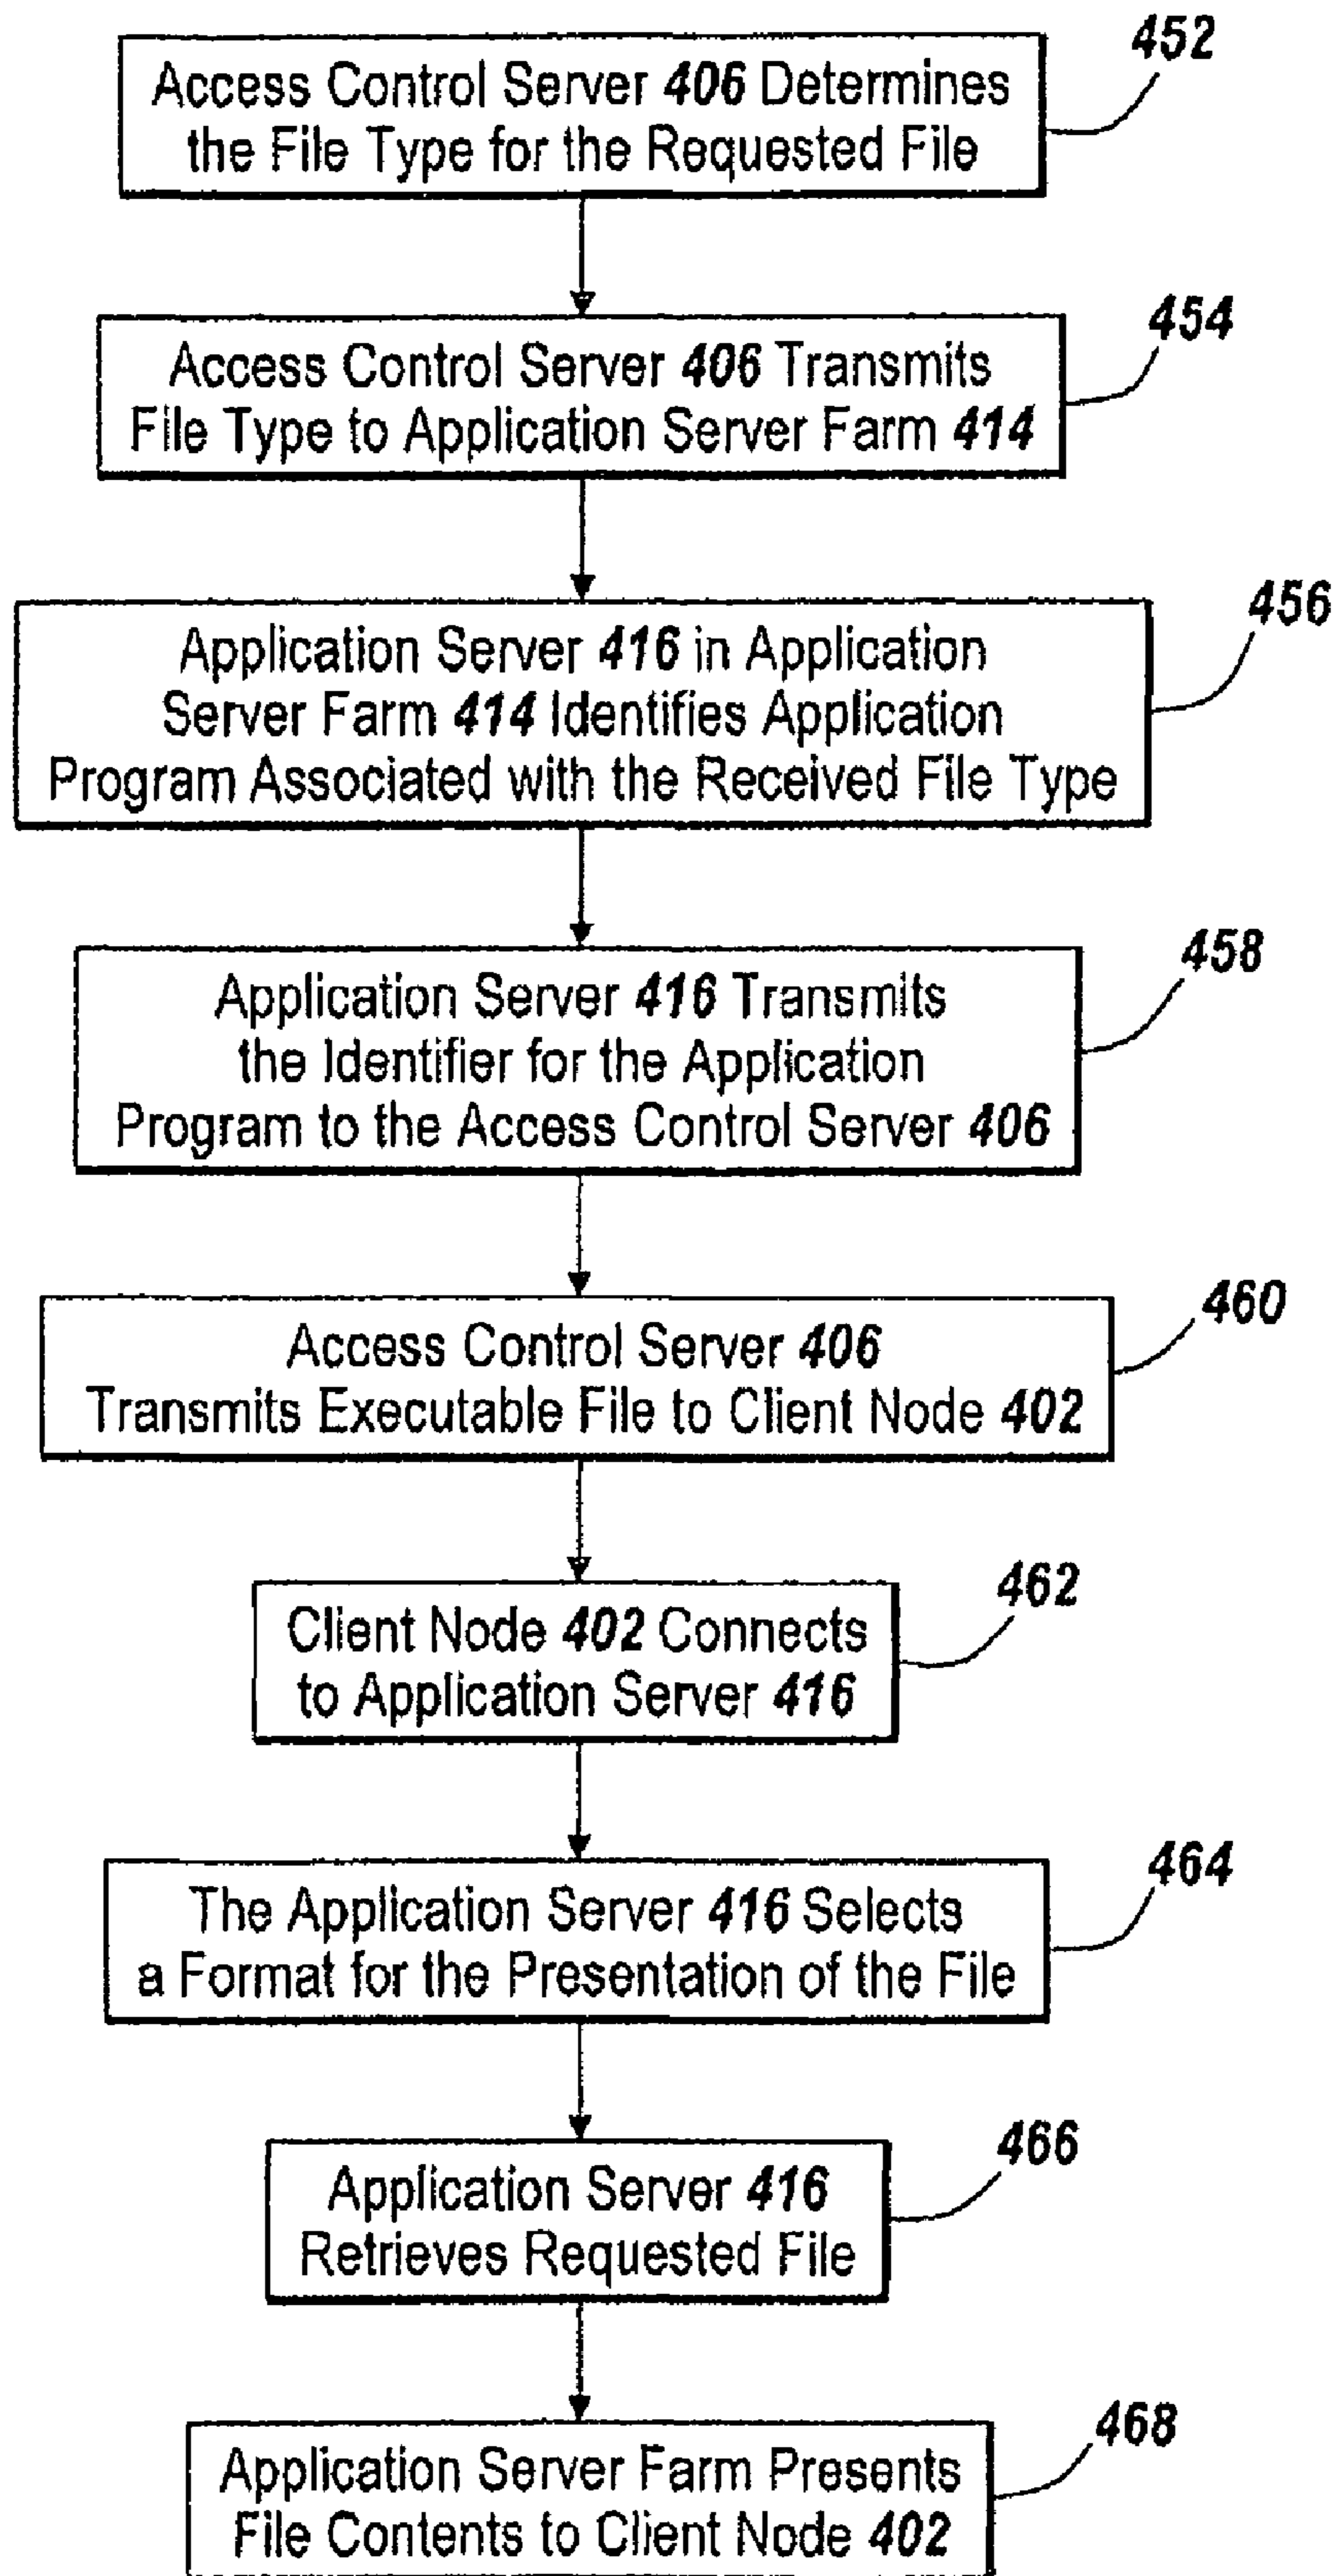 452
Access Control Server 406 Determines
the File Type for the Requested File
454
Access Control Server 406 Transmits
File Type to Application Server Farm 414
456
Application Server 416 in Application
Server Farm 414 Identifies Application
Program Associated with the Received File Type
458
Application Server 416 Transmits
the Identifier for the Application
Program to the Access Control Server 406
460
Access Control Server 406
Transmits Executable File to Client Node 402
462
Client Node 402 Connects
to Application Server 416
464
The Application Server 416 Selects
a Format for the Presentation of the File
466
Application Server 416
Retrieves Requested File
468
Application Server Farm Presents
File Contents to Client Node 402